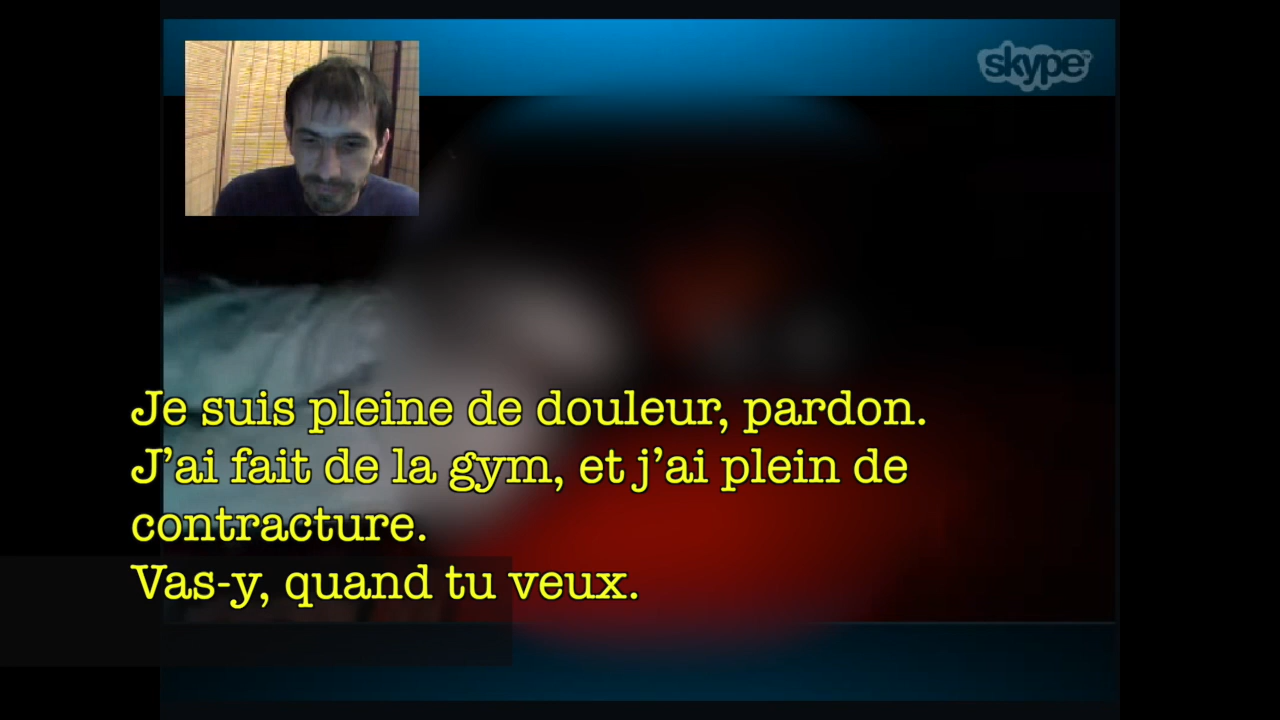 skype™
Je suis pleine de douleur, pardon.
J’ai fait de la gym, et j’ai plein de
contracture.
Vas-y, quand tu veux.